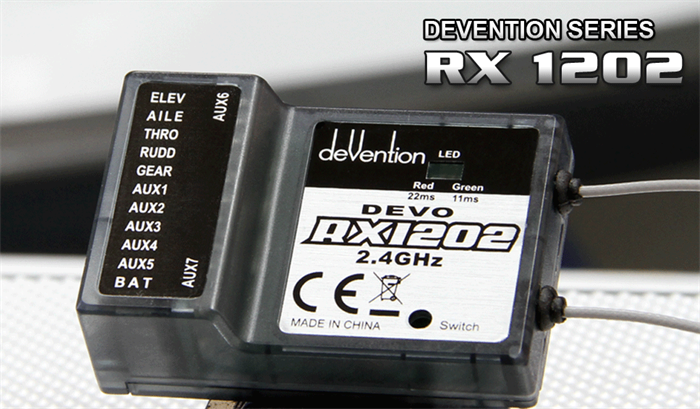 DEVENTION SERIES
RX 1202
ELEV
AUX6
AILE
THRO
RUDD
GEAR
AUX1
AUX2
AUX3
AUX4
AUX5
AUX7
BAT
deVention
LED
Red Green
22ms 11ms
DEVO
RX1202
2.4GHz
CE
MADE IN CHINA
Switch